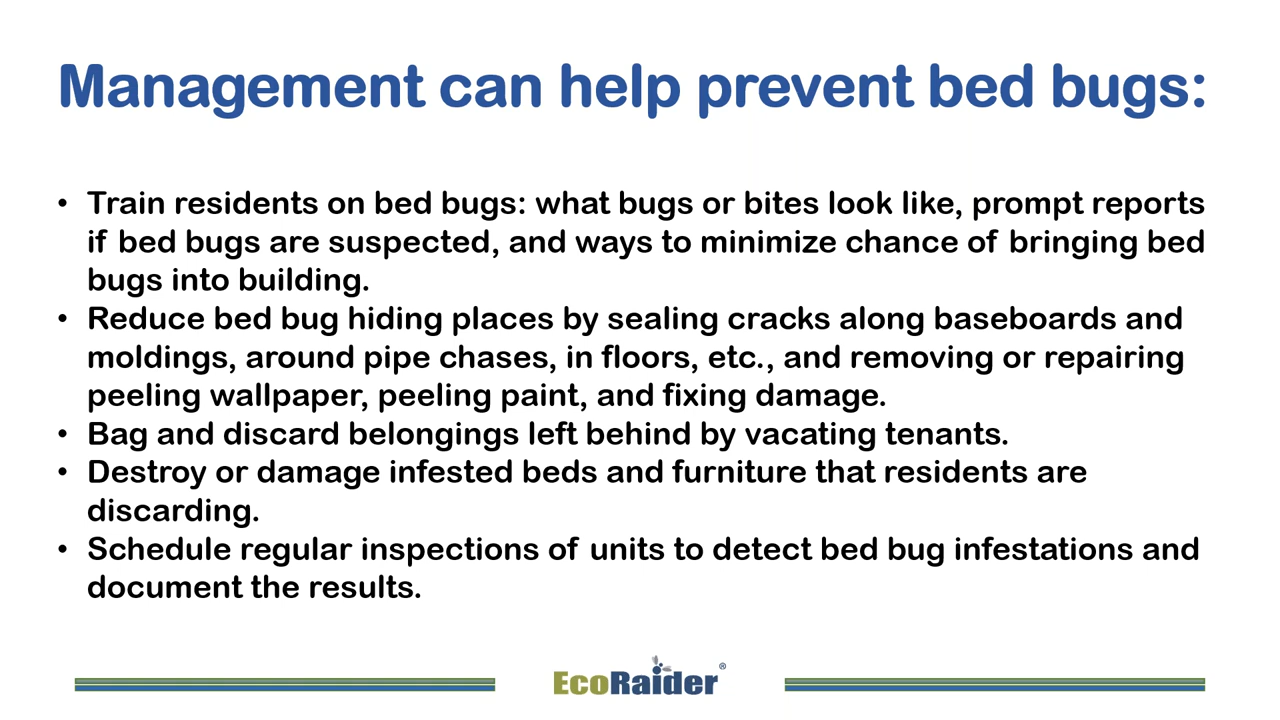 Management can help prevent bed bugs:
• Train residents on bed bugs: what bugs or bites look like, prompt reports
if bed bugs are suspected, and ways to minimize chance of bringing bed
bugs into building.
• Reduce bed bug hiding places by sealing cracks along baseboards and
moldings, around pipe chases, in floors, etc., and removing or repairing
peeling wallpaper, peeling paint, and fixing damage.
• Bag and discard belongings left behind by vacating tenants.
• Destroy or damage infested beds and furniture that residents are
discarding.
• Schedule regular inspections of units to detect bed bug infestations and
document the results.
EcoRaider®